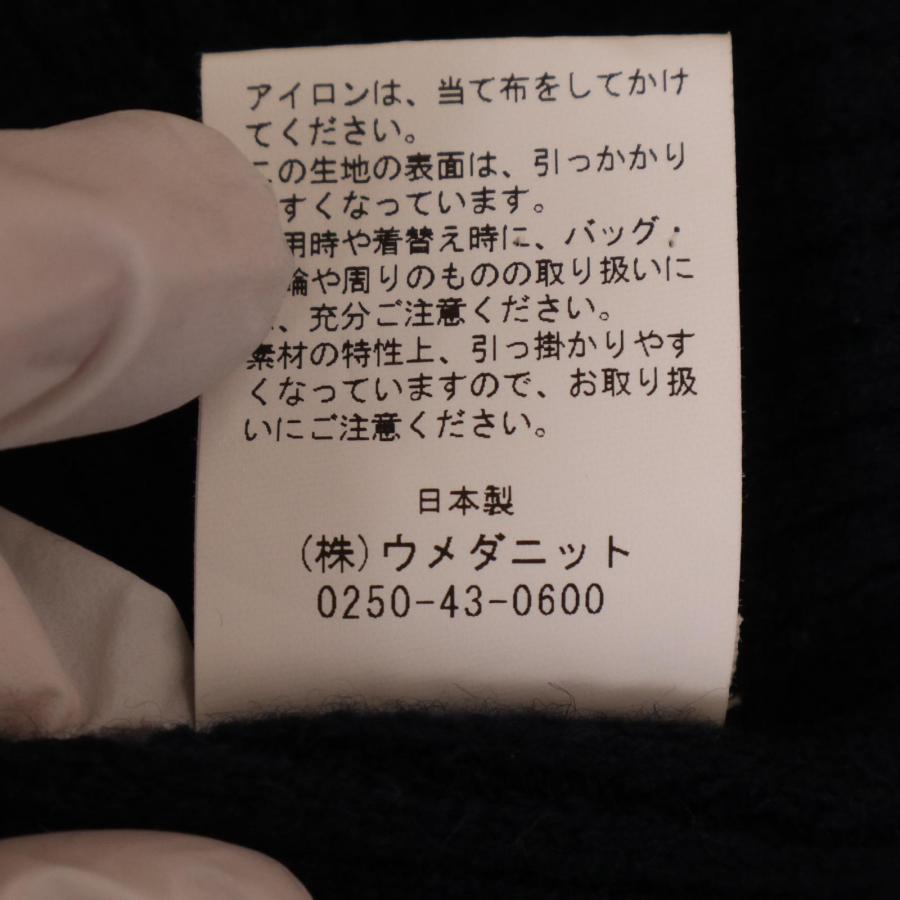 アイロンは、当て布をしてかけ
てください。
この生地の表面は、引っかかり
すくなっています。
用時や着替え時に、バッグ・
輪や周りのものの取り扱いに
、充分ご注意ください。
素材の特性上、引っ掛かりやす
くなっていますので、お取り扱
いにご注意ください。
日本製
(株)ウメダニット
0250-43-0600